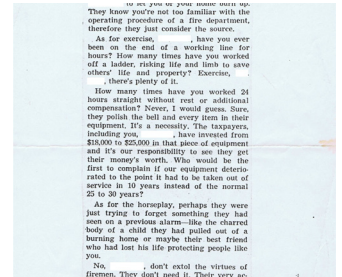 to let you or your home burn up.
They know you're not too familiar with the
operating procedure of a fire department,
therefore they just consider the source.
As for exercise, , have you ever
been on the end of a working line for
hours? How many times have you worked
off a ladder, risking life and limb to save
others' life and property? Exercise,
, there's plenty of it.
How many times have you worked 24
hours straight without rest or additional
compensation? Never, I would guess. Sure,
they polish the bell and every item in their
equipment. It's a necessity. The taxpayers,
including you, , have invested from
$18,000 to $25,000 in that piece of equipment
and it's our responsibility to see they get
their money's worth. Who would be the
first to complain if our equipment deterio-
rated to the point it had to be taken out of
service in 10 years instead of the normal
25 to 30 years?
As for the horseplay, perhaps they were
just trying to forget something they had
seen on a previous alarm—like the charred
body of a child they had pulled out of a
burning home or maybe their best friend
who had lost his life protecting people like
you.
No, , don't extol the virtues of
firemen. They don't need it. Their very ac-